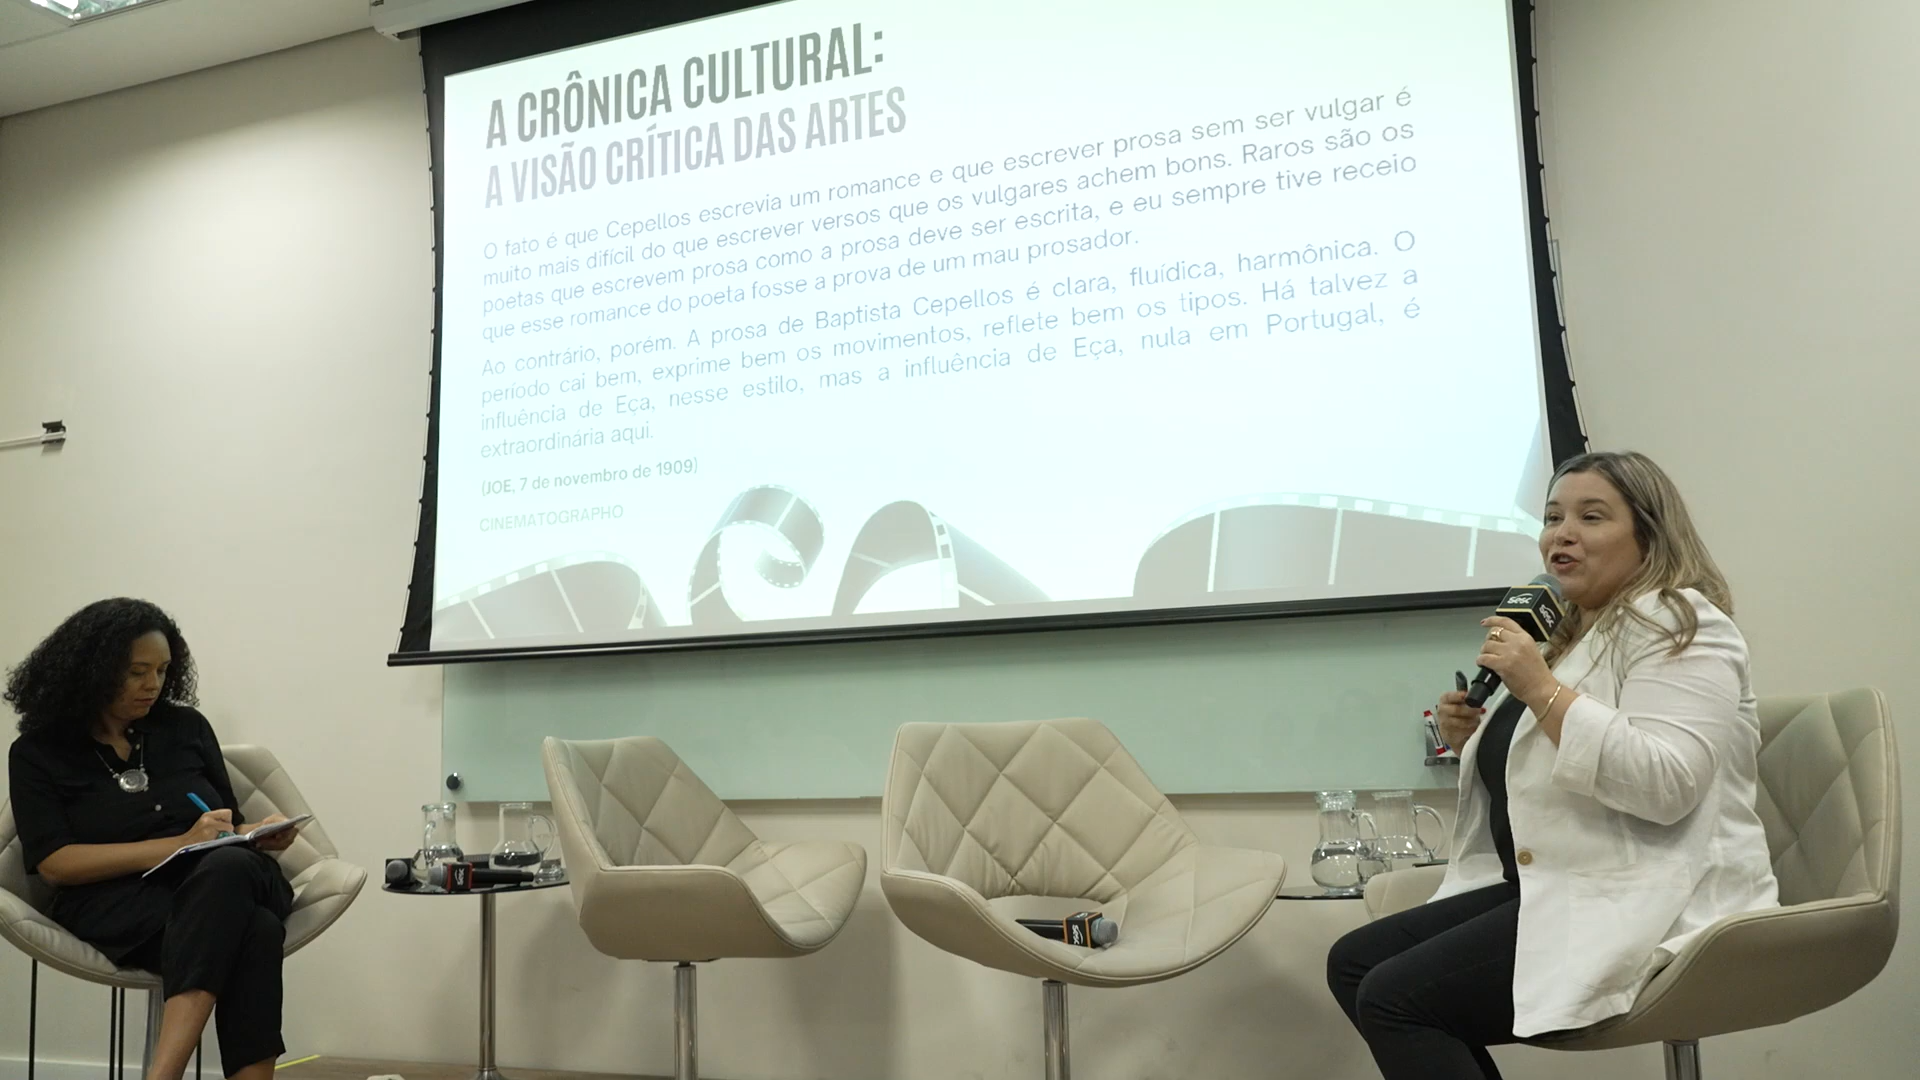 A CRÔNICA CULTURAL:
A VISÃO CRÍTICA DAS ARTES
O fato é que Cepellos escrevia um romance e que escrever prosa sem ser vulgar é
muito mais difícil do que escrever versos que os vulgares achem bons. Raros são os
poetas que escrevem prosa como a prosa deve ser escrita, e eu sempre tive receio
que esse romance do poeta fosse a prova de um mau prosador.
Ao contrário, porém. A prosa de Baptista Cepellos é clara, fluídica, harmônica. O
período cai bem, exprime bem os movimentos, reflete bem os tipos. Há talvez a
influência de Eça, nesse estilo, mas a influência de Eça, nula em Portugal, é
extraordinária aqui.
(JOE, 7 de novembro de 1909)
CINEMATOGRAPHO
sesc
sesc
sesc